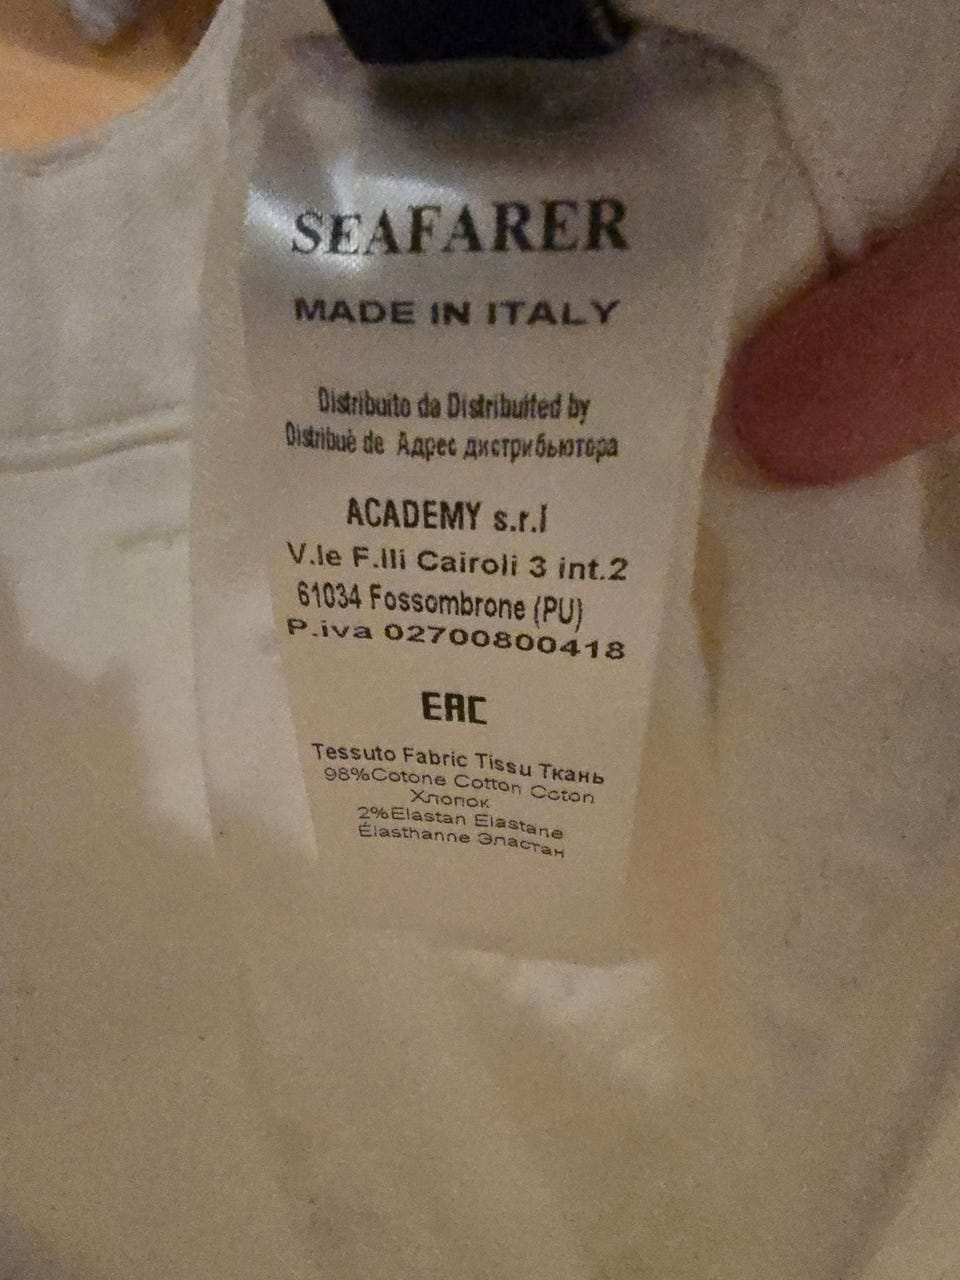 SEAFARER
MADE IN ITALY
Distribuito da Distribuited by
Distribuè de Адрес дистрибьютора
ACADEMY s.r.l
V.le F.lli Cairoli 3 int.2
61034 Fossombrone (PU)
P.iva 02700800418
EAC
Tessuto Fabric Tissu Ткань
98%Cotone Cotton Coton
Хлопок
2%Elastan Elastane
Élasthanne Эластан